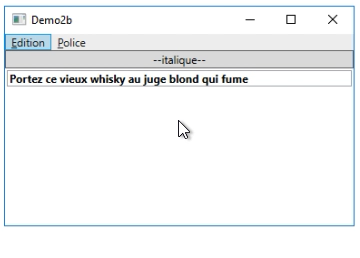 Demo2b
Edition Police
--italique--
Portez ce vieux whisky au juge blond qui fume